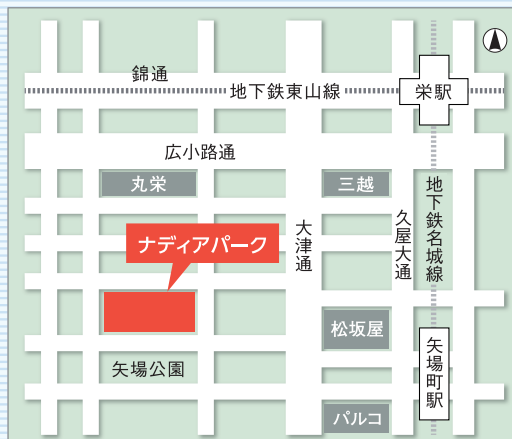 錦通
地下鉄東山線
栄駅
広小路通
丸栄
三越
地下鉄名城線
大津通
久屋大通
ナディアパーク
松坂屋
矢場町駅
矢場公園
パルコ